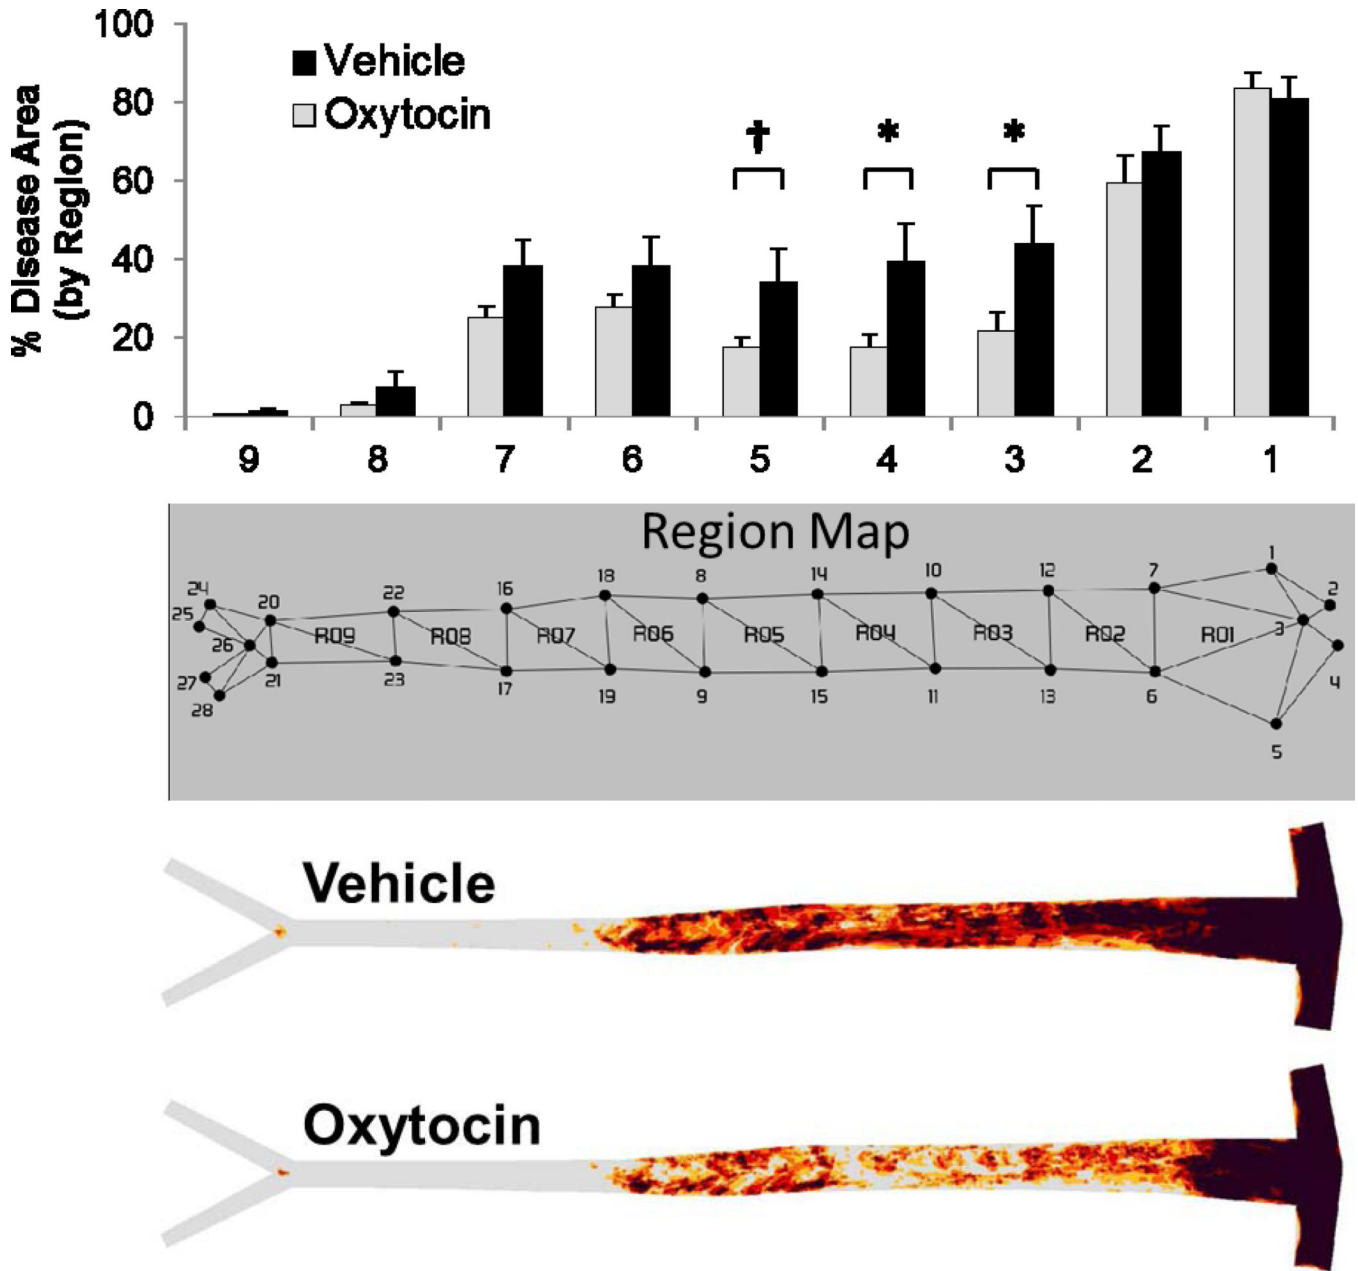 100
80
60
40
20
0
% Disease Area
(by Region)
Vehicle
Oxytocin
† * *
9 8 7 6 5 4 3 2 1
Region Map
24 25 26 27 28 20 21 22 23 16 17 18 19 8 9 14 15 10 11 12 13 7 6 1 2 3 4 5
R09 R08 R07 R06 R05 R04 R03 R02 R01
Vehicle
Oxytocin